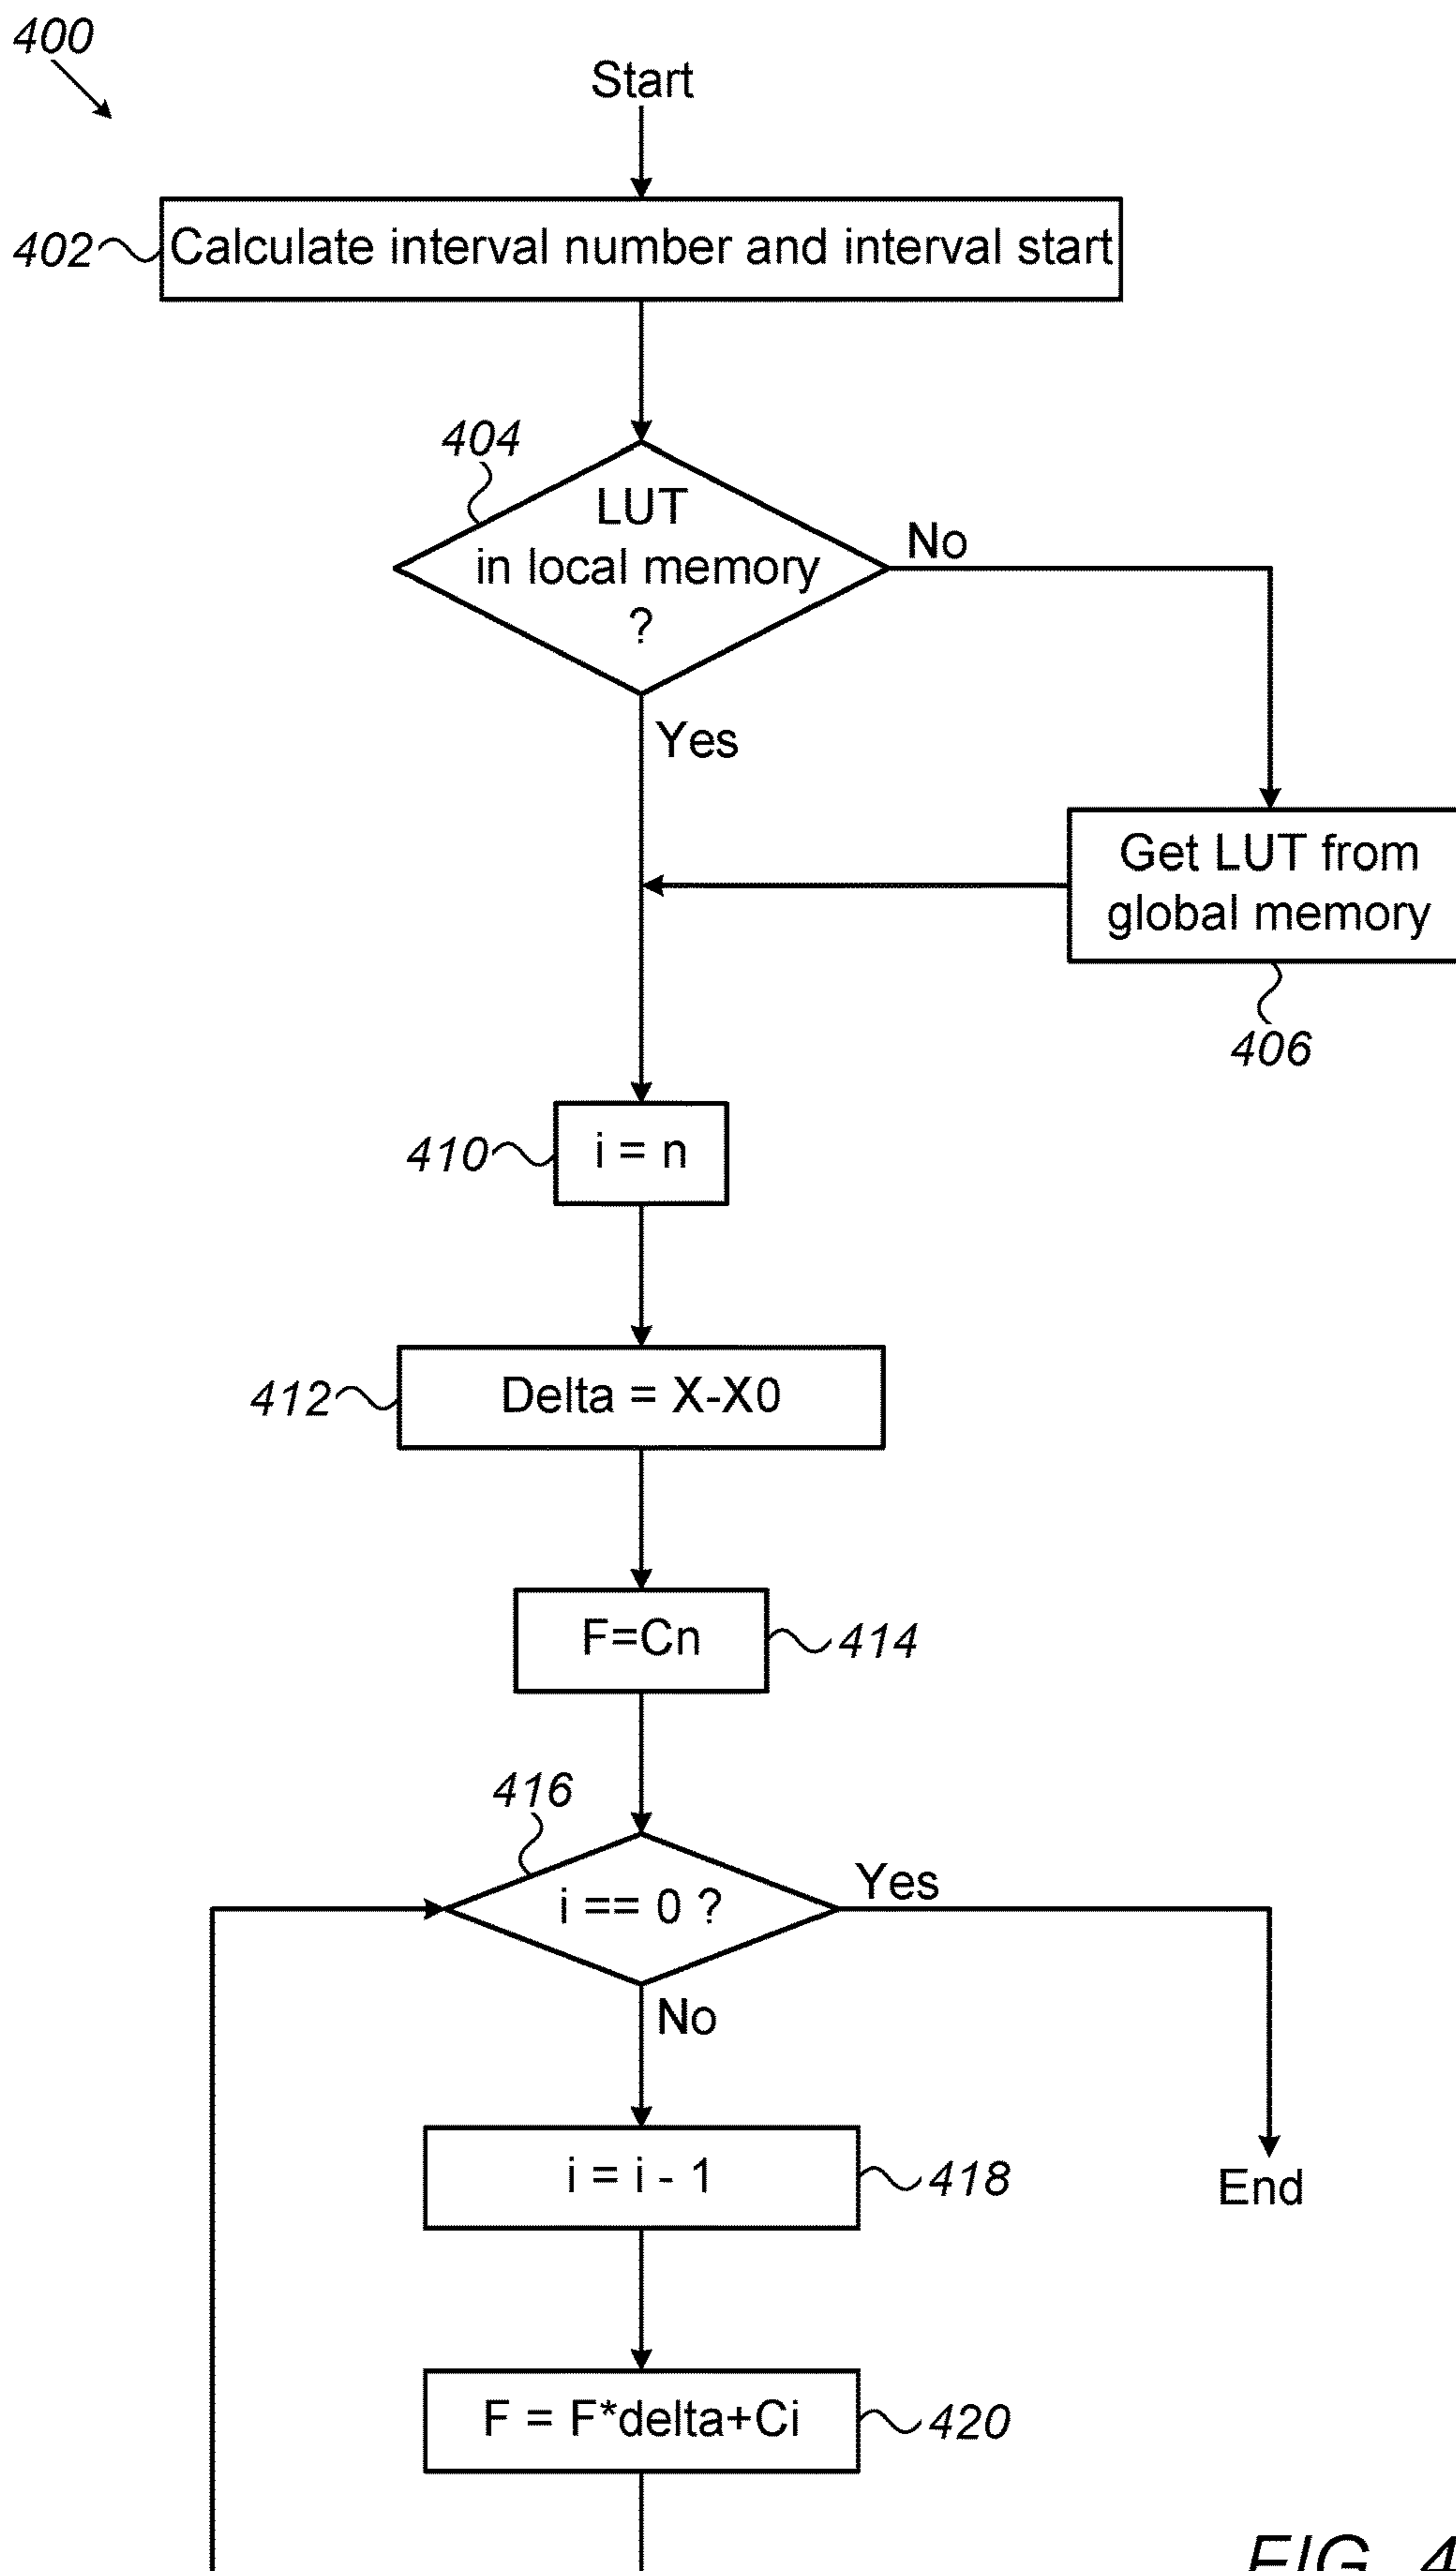 400
Start
402
Calculate interval number and interval start
404
LUT
in local memory
?
No
Yes
Get LUT from
global memory
406
410
i = n
412
Delta = X-X0
F=Cn
414
416
i == 0 ?
Yes
No
i = i - 1
418
End
F = F*delta+Ci
420
FIG. 4